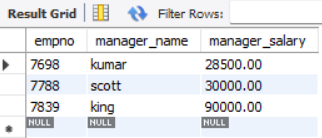 Result Grid Filter Rows:
empno manager_name manager_salary
7698 kumar 28500.00
7788 scott 30000.00
7839 king 90000.00
NULL NULL NULL